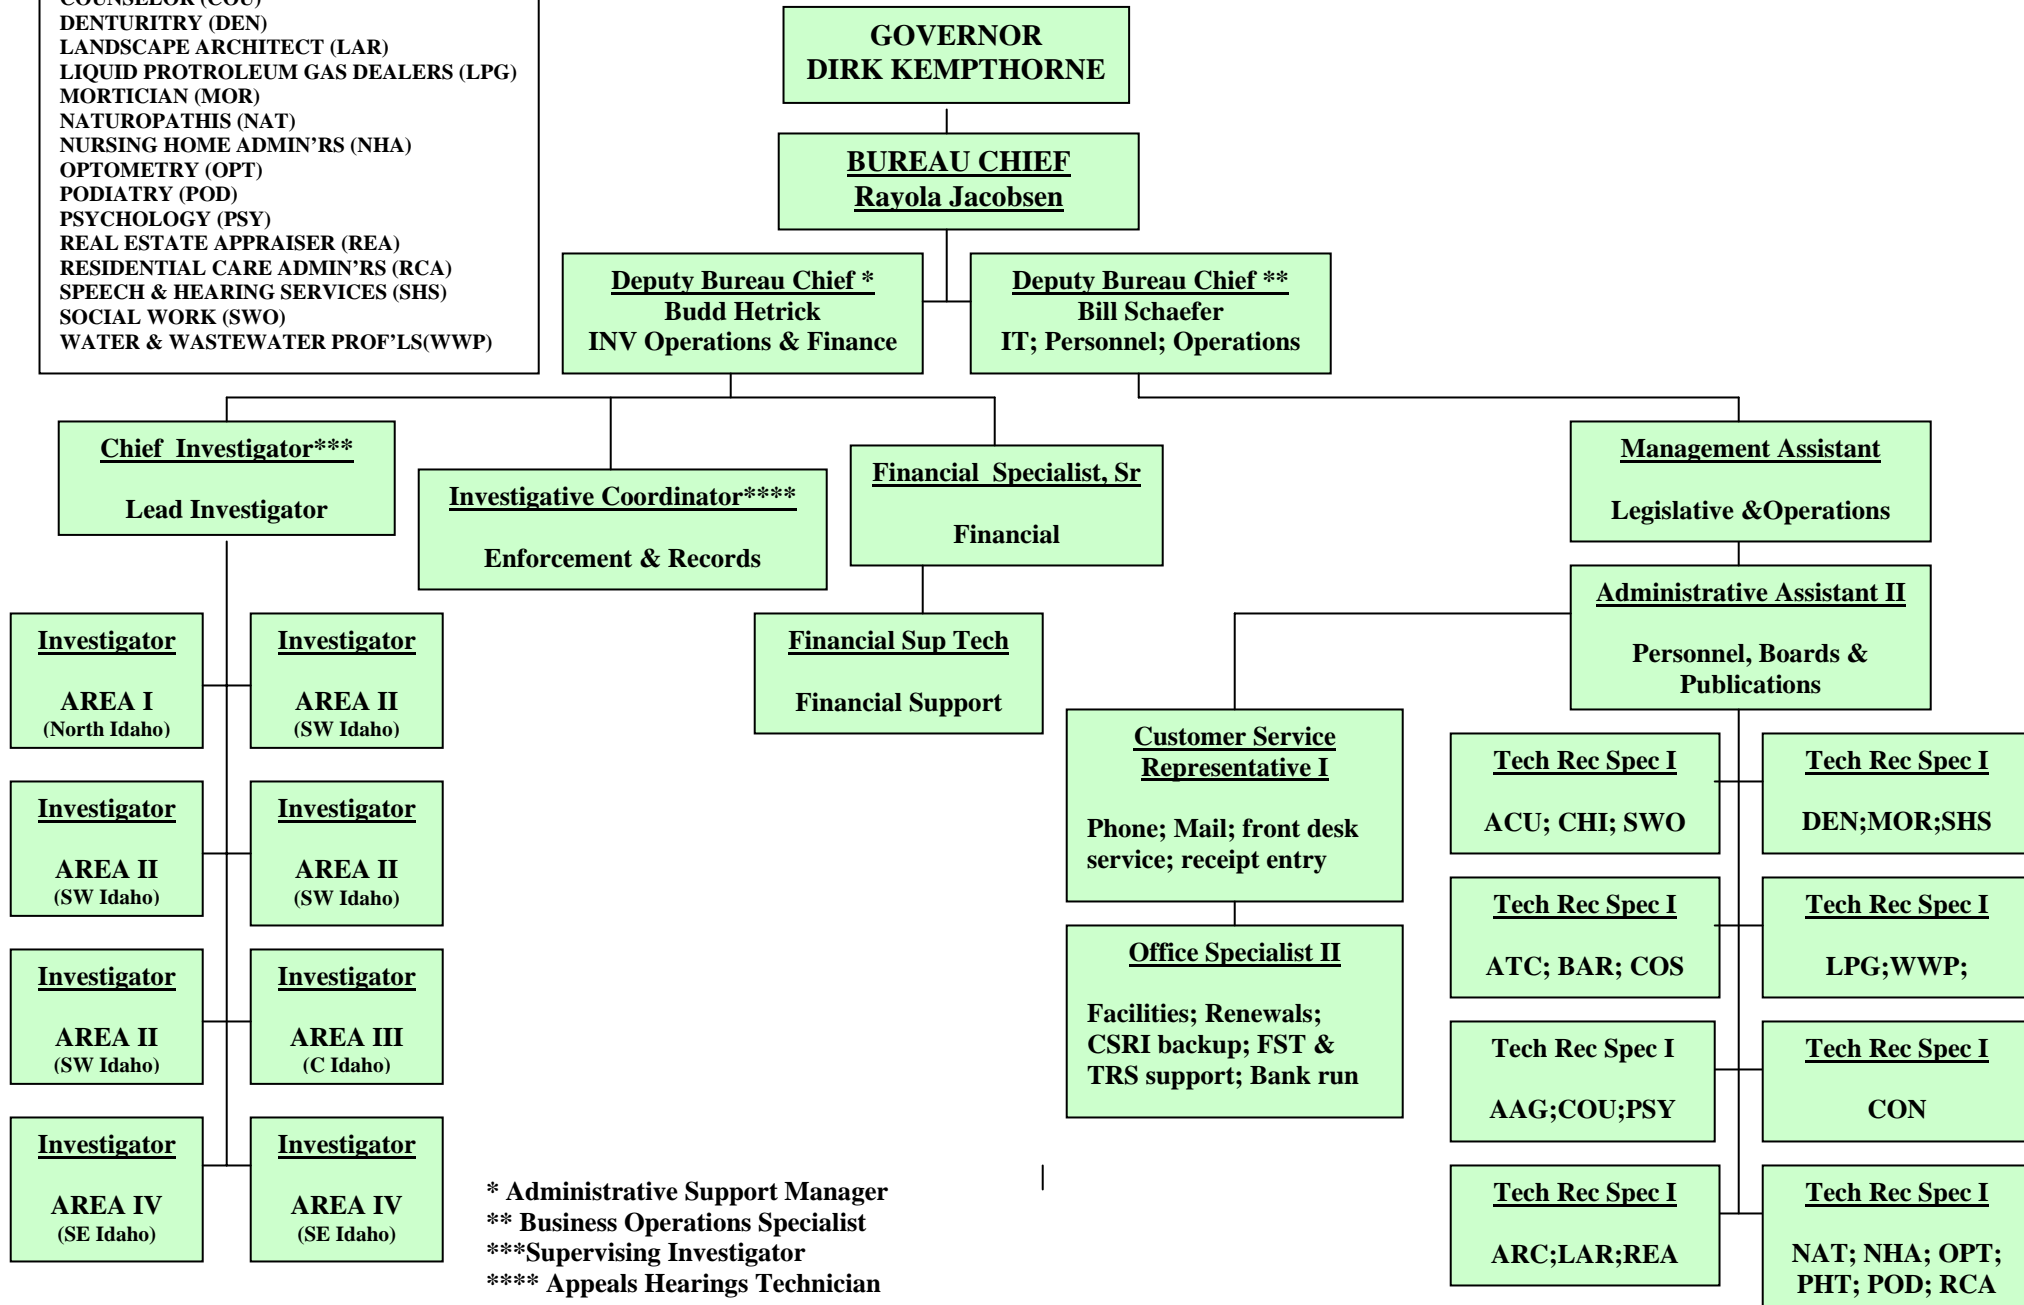 COUNSELOR (COU)
DENTURITRY (DEN)
LANDSCAPE ARCHITECT (LAR)
LIQUID PROTROLEUM GAS DEALERS (LPG)
MORTICIAN (MOR)
NATUROPATHIS (NAT)
NURSING HOME ADMIN’RS (NHA)
OPTOMETRY (OPT)
PODIATRY (POD)
PSYCHOLOGY (PSY)
REAL ESTATE APPRAISER (REA)
RESIDENTIAL CARE ADMIN’RS (RCA)
SPEECH & HEARING SERVICES (SHS)
SOCIAL WORK (SWO)
WATER & WASTEWATER PROF’LS(WWP)
GOVERNOR
DIRK KEMPTHORNE
BUREAU CHIEF
Rayola Jacobsen
Deputy Bureau Chief *
Budd Hetrick
INV Operations & Finance
Deputy Bureau Chief **
Bill Schaefer
IT; Personnel; Operations
Chief  Investigator***
Lead Investigator
Investigative Coordinator****
Enforcement & Records
Financial  Specialist, Sr
Financial
Management Assistant
Legislative &Operations
Financial Sup Tech
Financial Support
Administrative Assistant II
Personnel, Boards &
Publications
Investigator
AREA I
(North Idaho)
Investigator
AREA II
(SW Idaho)
Investigator
AREA II
(SW Idaho)
Investigator
AREA II
(SW Idaho)
Investigator
AREA II
(SW Idaho)
Investigator
AREA III
(C Idaho)
Investigator
AREA IV
(SE Idaho)
Investigator
AREA IV
(SE Idaho)
Customer Service
Representative I
Phone; Mail; front desk
service; receipt entry
Office Specialist II
Facilities; Renewals;
CSRI backup; FST &
TRS support; Bank run
Tech Rec Spec I
ACU; CHI; SWO
Tech Rec Spec I
DEN;MOR;SHS
Tech Rec Spec I
ATC; BAR; COS
Tech Rec Spec I
LPG;WWP;
Tech Rec Spec I
AAG;COU;PSY
Tech Rec Spec I
CON
Tech Rec Spec I
ARC;LAR;REA
Tech Rec Spec I
NAT; NHA; OPT;
PHT; POD; RCA
* Administrative Support Manager
** Business Operations Specialist
***Supervising Investigator
**** Appeals Hearings Technician